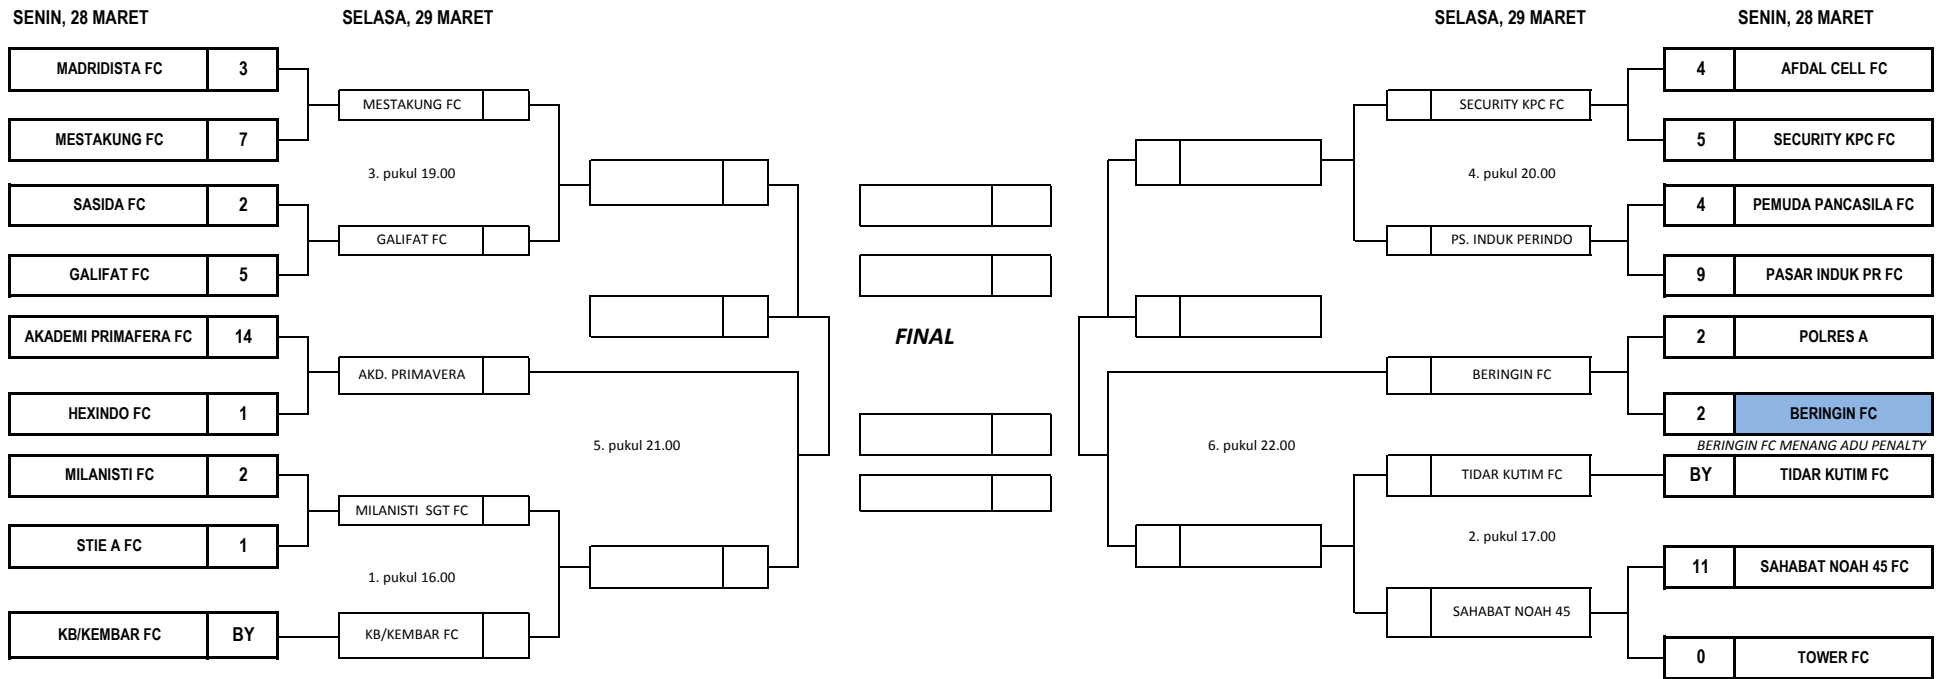 SENIN, 28 MARET
SELASA, 29 MARET
SELASA, 29 MARET
SENIN, 28 MARET
MADRIDISTA FC 3
MESTAKUNG FC
MESTAKUNG FC 7
3. pukul 19.00
SASIDA FC 2
GALIFAT FC
GALIFAT FC 5
AKADEMI PRIMAFERA FC 14
AKD. PRIMAVERA
HEXINDO FC 1
5. pukul 21.00
MILANISTI FC 2
MILANISTI SGT FC
STIE A FC 1
1. pukul 16.00
KB/KEMBAR FC BY
KB/KEMBAR FC
FINAL
4 AFDAL CELL FC
SECURITY KPC FC
5 SECURITY KPC FC
4. pukul 20.00
4 PEMUDA PANCASILA FC
PS. INDUK PERINDO
9 PASAR INDUK PR FC
2 POLRES A
BERINGIN FC
2 BERINGIN FC
BERINGIN FC MENANG ADU PENALTY
6. pukul 22.00
TIDAR KUTIM FC
BY TIDAR KUTIM FC
2. pukul 17.00
11 SAHABAT NOAH 45 FC
SAHABAT NOAH 45
0 TOWER FC